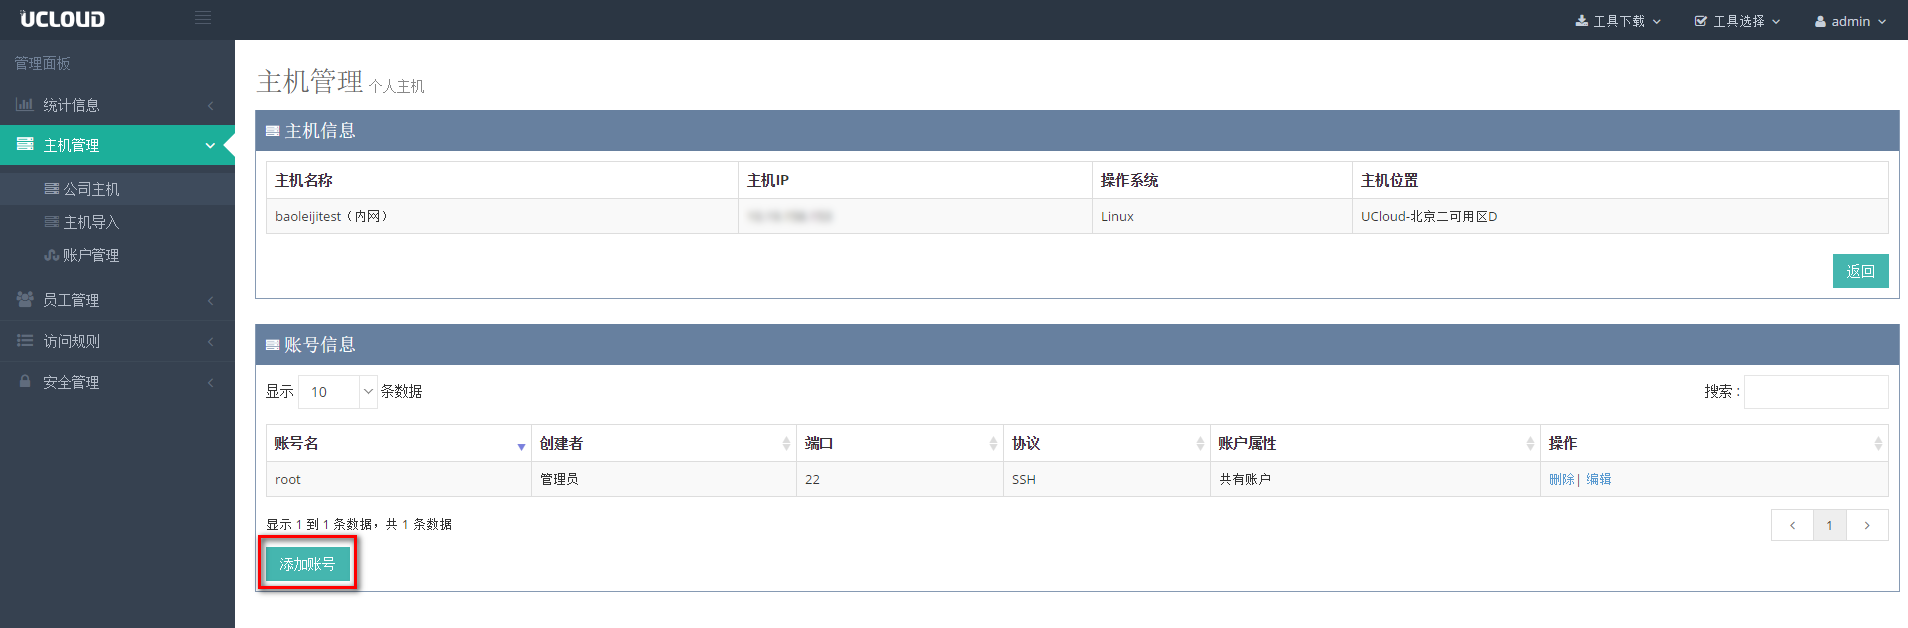 UCLOUD
工具下载 工具选择 admin
管理面板
统计信息
主机管理
公司主机
主机导入
账户管理
员工管理
访问规则
安全管理
主机管理 个人主机
主机信息
主机名称 主机IP 操作系统 主机位置
baoleijitest（内网） Linux UCloud-北京二可用区D
返回
账号信息
显示 10 条数据 搜索：
账号名 创建者 端口 协议 账户属性 操作
root 管理员 22 SSH 共有账户 删除| 编辑
显示 1 到 1 条数据，共 1 条数据
‹ 1 ›
添加账号